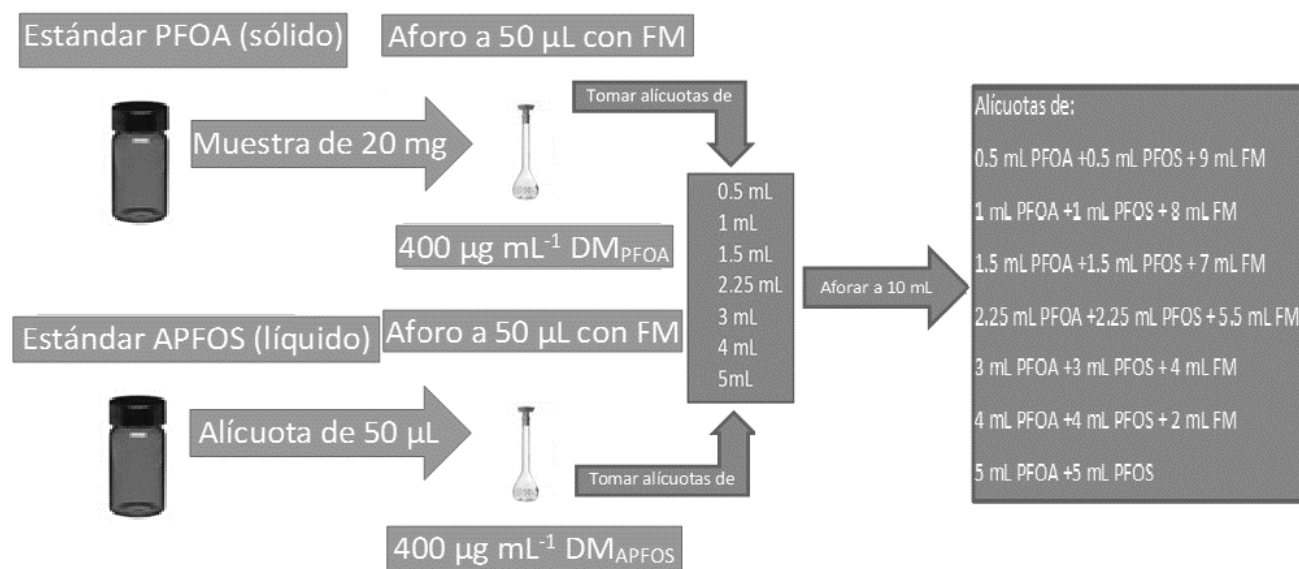 Estándar PFOA (sólido)
Aforo a 50 µL con FM
Muestra de 20 mg
400 µg mL-1 DMPFOA
Estándar APFOS (líquido)
Aforo a 50 µL con FM
Alícuota de 50 µL
400 µg mL-1 DMAPFOS
Tomar alícuotas de
Tomar alícuotas de
0.5 mL
1 mL
1.5 mL
2.25 mL
3 mL
4 mL
5mL
Aforar a 10 mL
Alícuotas de:
0.5 mL PFOA +0.5 mL PFOS + 9 mL FM
1 mL PFOA +1 mL PFOS + 8 mL FM
1.5 mL PFOA +1.5 mL PFOS + 7 mL FM
2.25 mL PFOA +2.25 mL PFOS + 5.5 mL FM
3 mL PFOA +3 mL PFOS + 4 mL FM
4 mL PFOA +4 mL PFOS + 2 mL FM
5 mL PFOA +5 mL PFOS